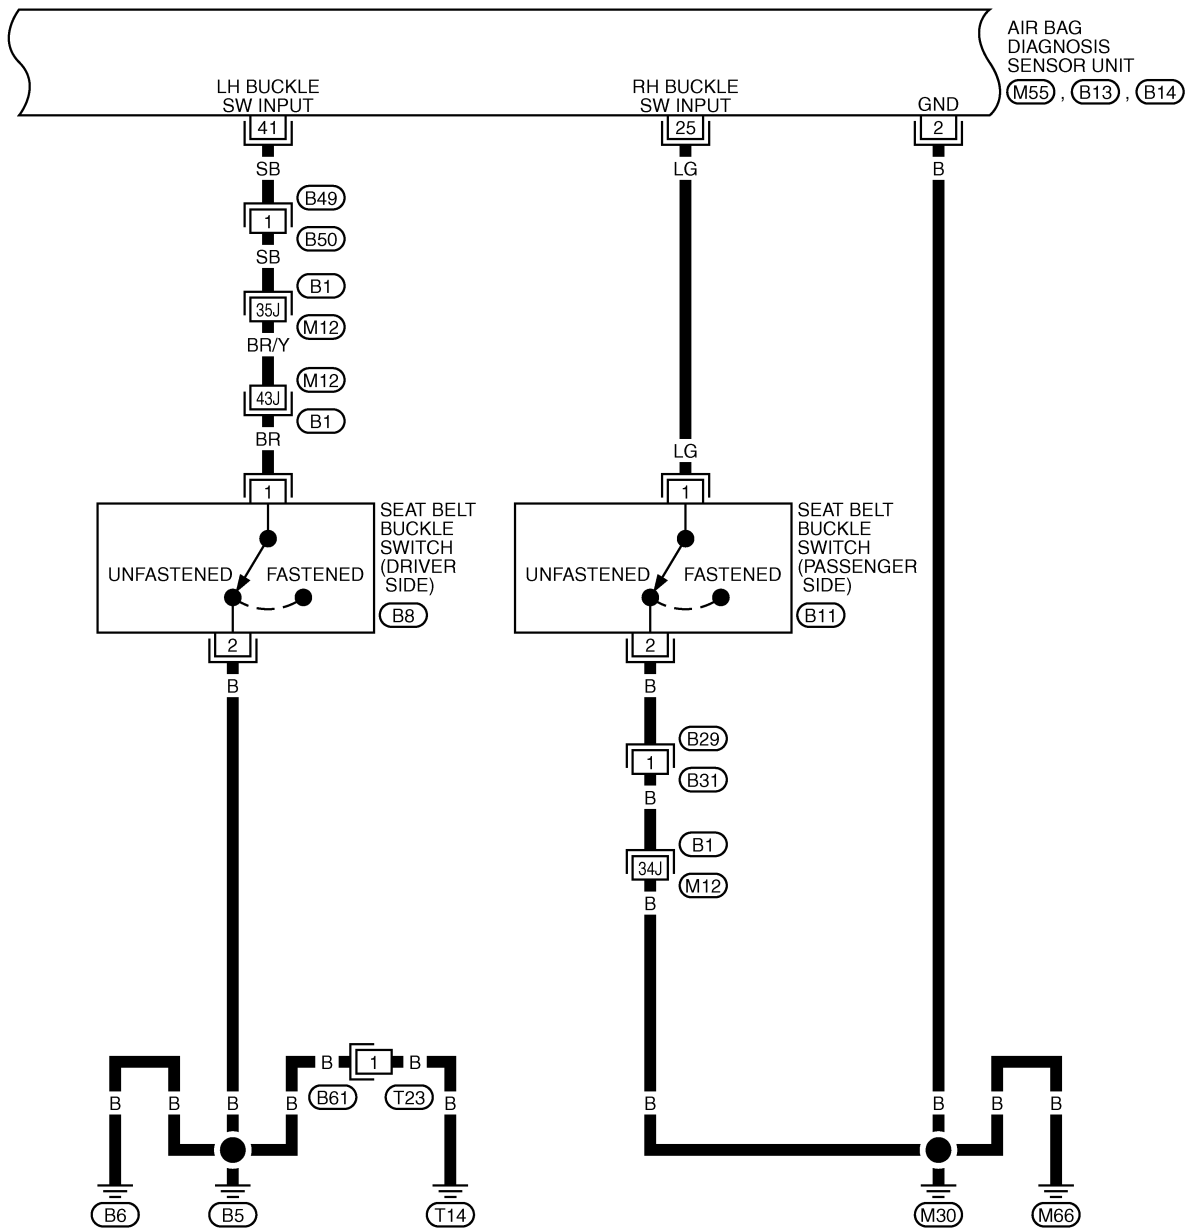 AIR BAG
DIAGNOSIS
SENSOR UNIT
M55 , B13 , B14
LH BUCKLE
SW INPUT
RH BUCKLE
SW INPUT
GND
41
25
2
SB
LG
B
B49
1
B50
SB
B1
35J
M12
BR/Y
M12
43J
B1
BR
LG
1
1
SEAT BELT
BUCKLE
SWITCH
(DRIVER
SIDE)
B8
UNFASTENED
FASTENED
SEAT BELT
BUCKLE
SWITCH
(PASSENGER
SIDE)
B11
UNFASTENED
FASTENED
2
2
B
B
B29
1
B31
B
B1
34J
M12
B
B
1
B
B61
T23
B
B
B
B
B
B
B
B
B
B6
B5
T14
M30
M66